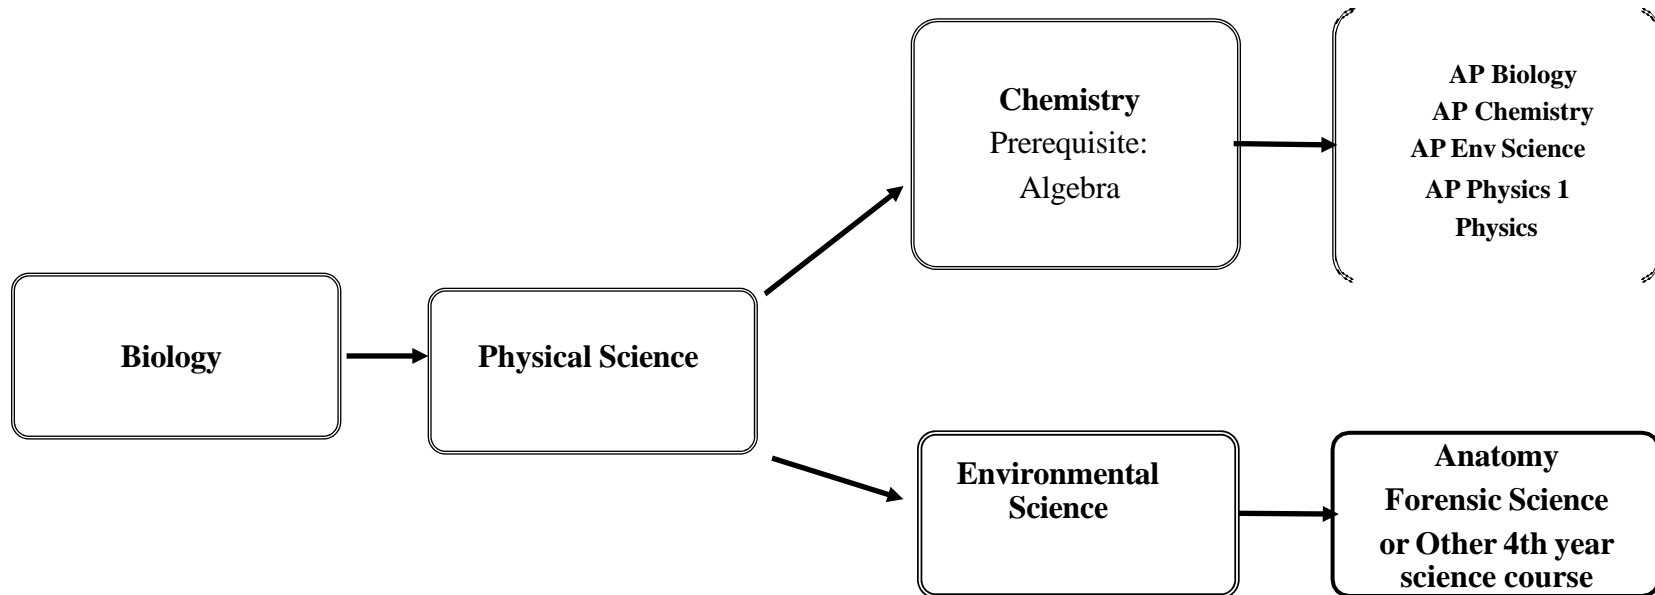 Biology
Physical Science
Chemistry
Prerequisite:
Algebra
AP Biology
AP Chemistry
AP Env Science
AP Physics 1
Physics
Environmental
Science
Anatomy
Forensic Science
or Other 4th year
science course